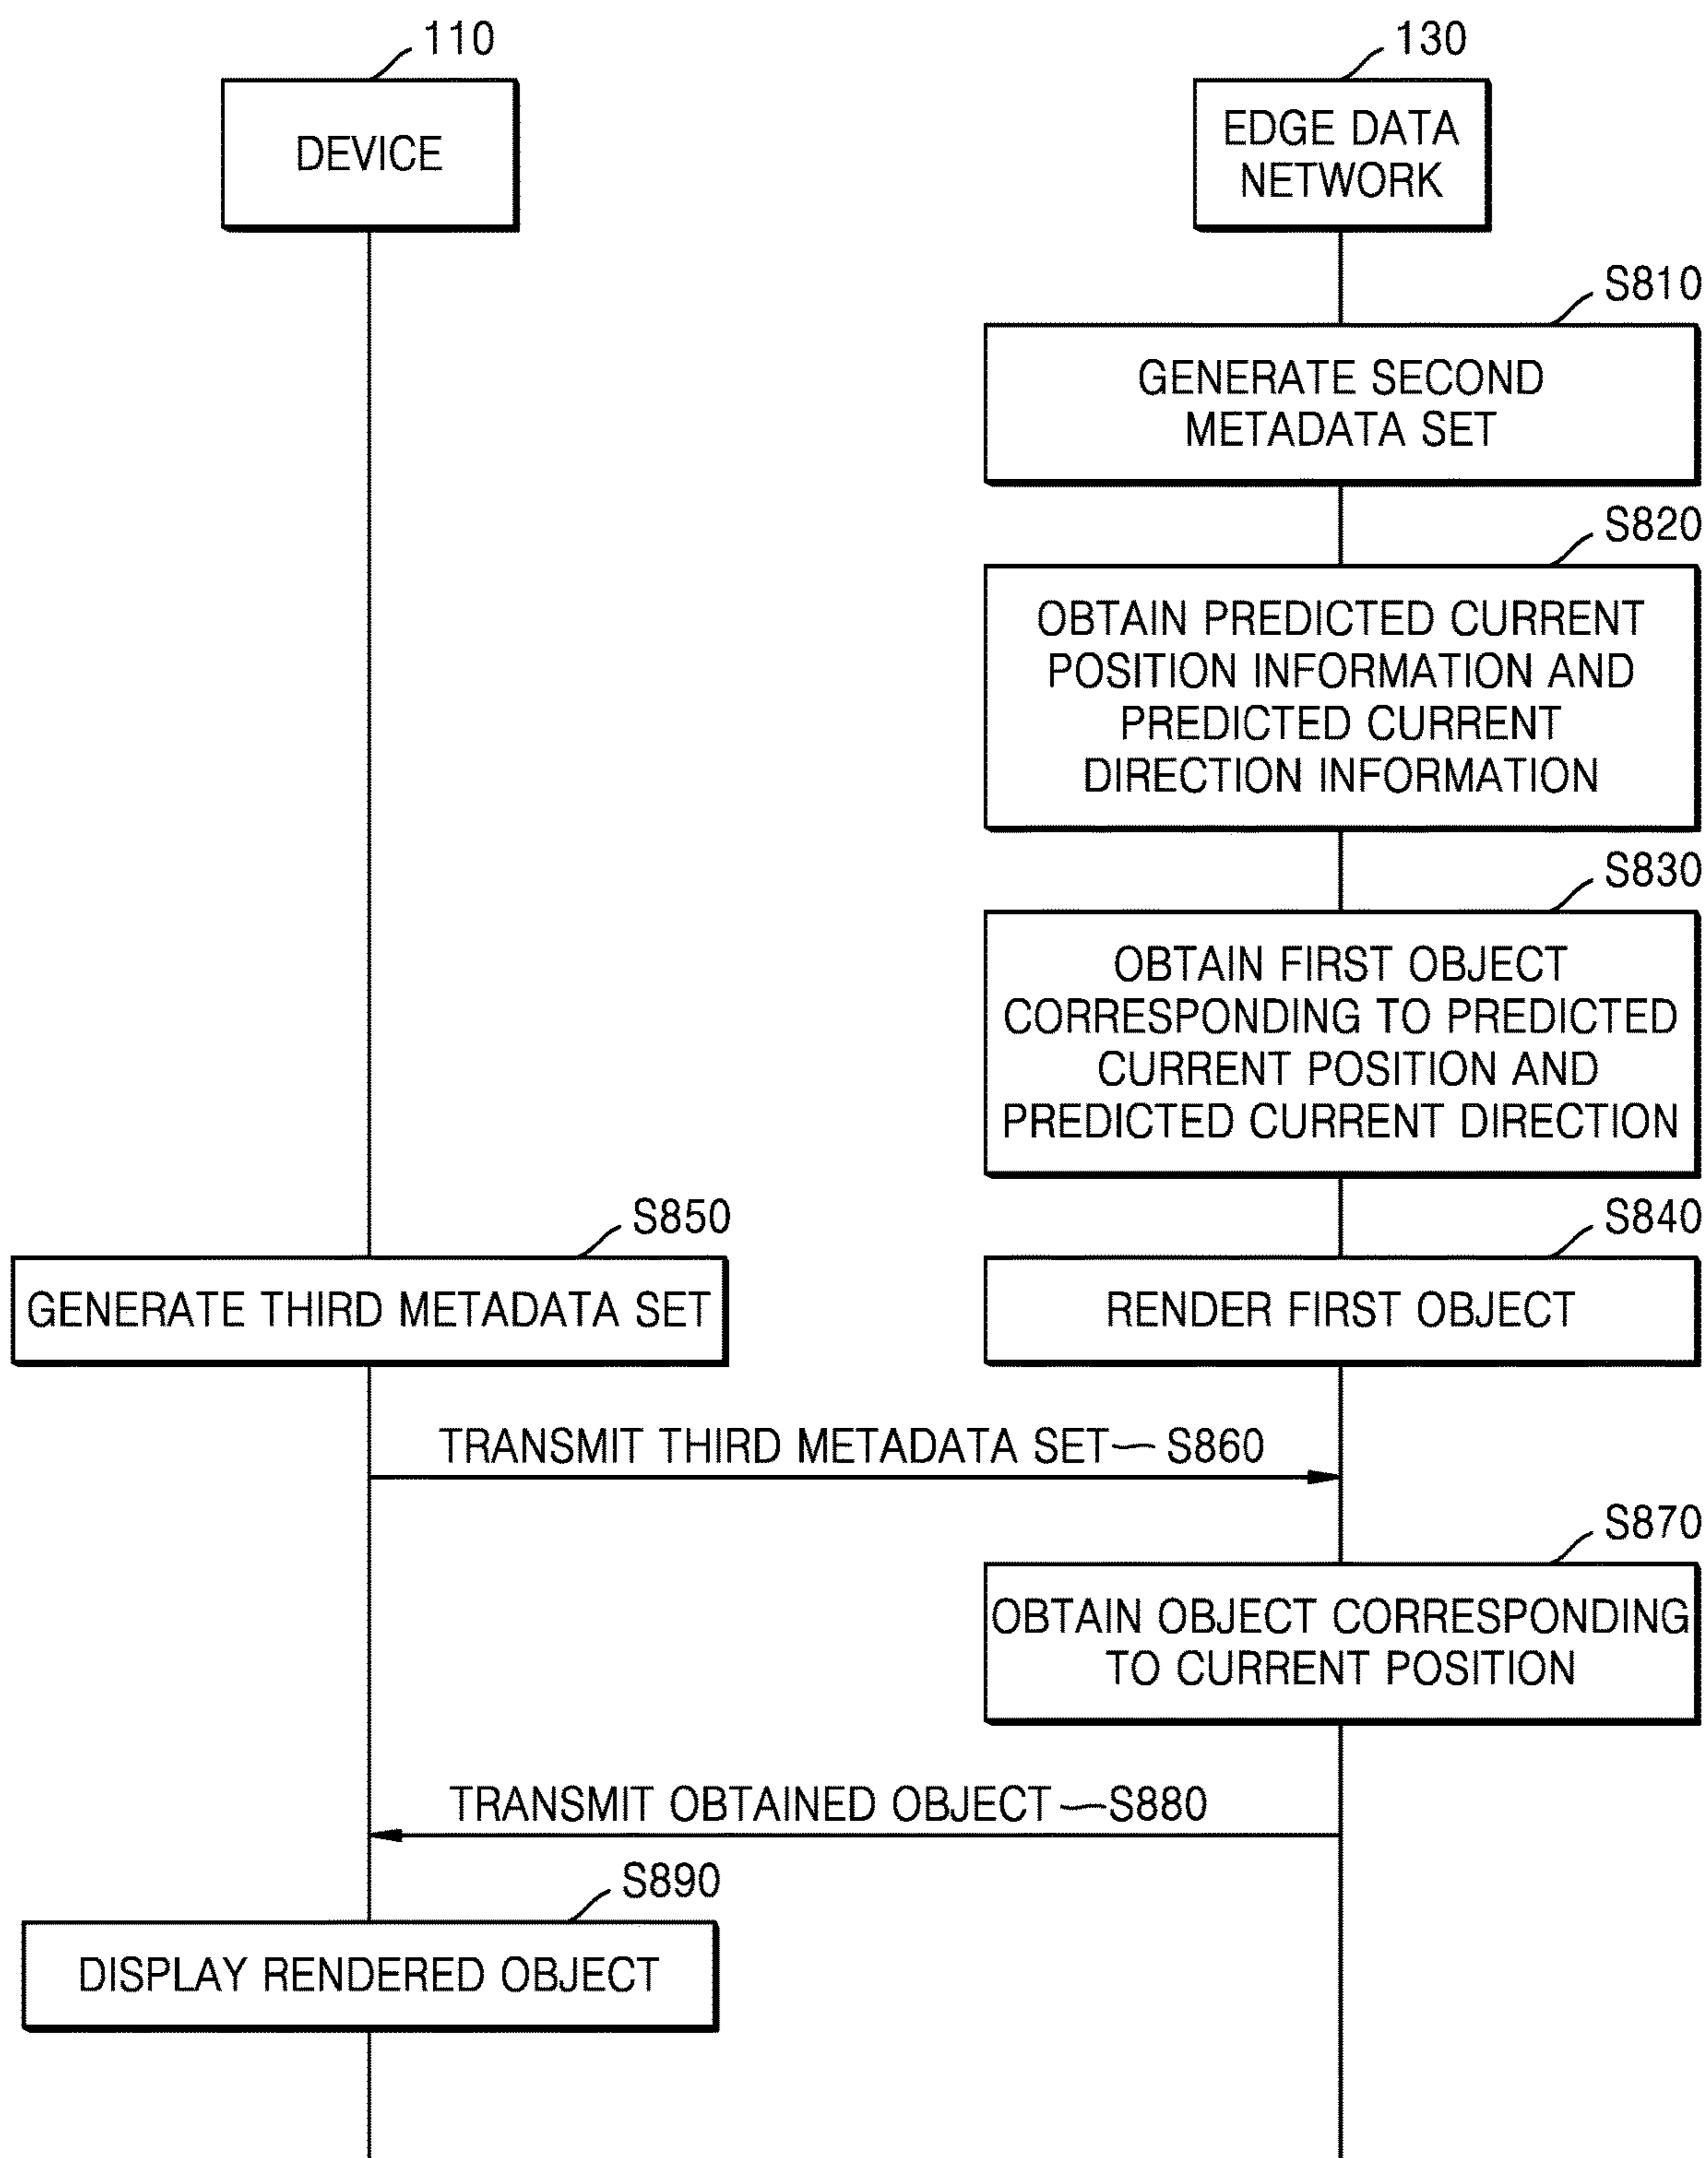 110
DEVICE
130
EDGE DATA
NETWORK
S810
GENERATE SECOND
METADATA SET
S820
OBTAIN PREDICTED CURRENT
POSITION INFORMATION AND
PREDICTED CURRENT
DIRECTION INFORMATION
S830
OBTAIN FIRST OBJECT
CORRESPONDING TO PREDICTED
CURRENT POSITION AND
PREDICTED CURRENT DIRECTION
S850
GENERATE THIRD METADATA SET
S840
RENDER FIRST OBJECT
TRANSMIT THIRD METADATA SET S860
S870
OBTAIN OBJECT CORRESPONDING
TO CURRENT POSITION
TRANSMIT OBTAINED OBJECT S880
S890
DISPLAY RENDERED OBJECT